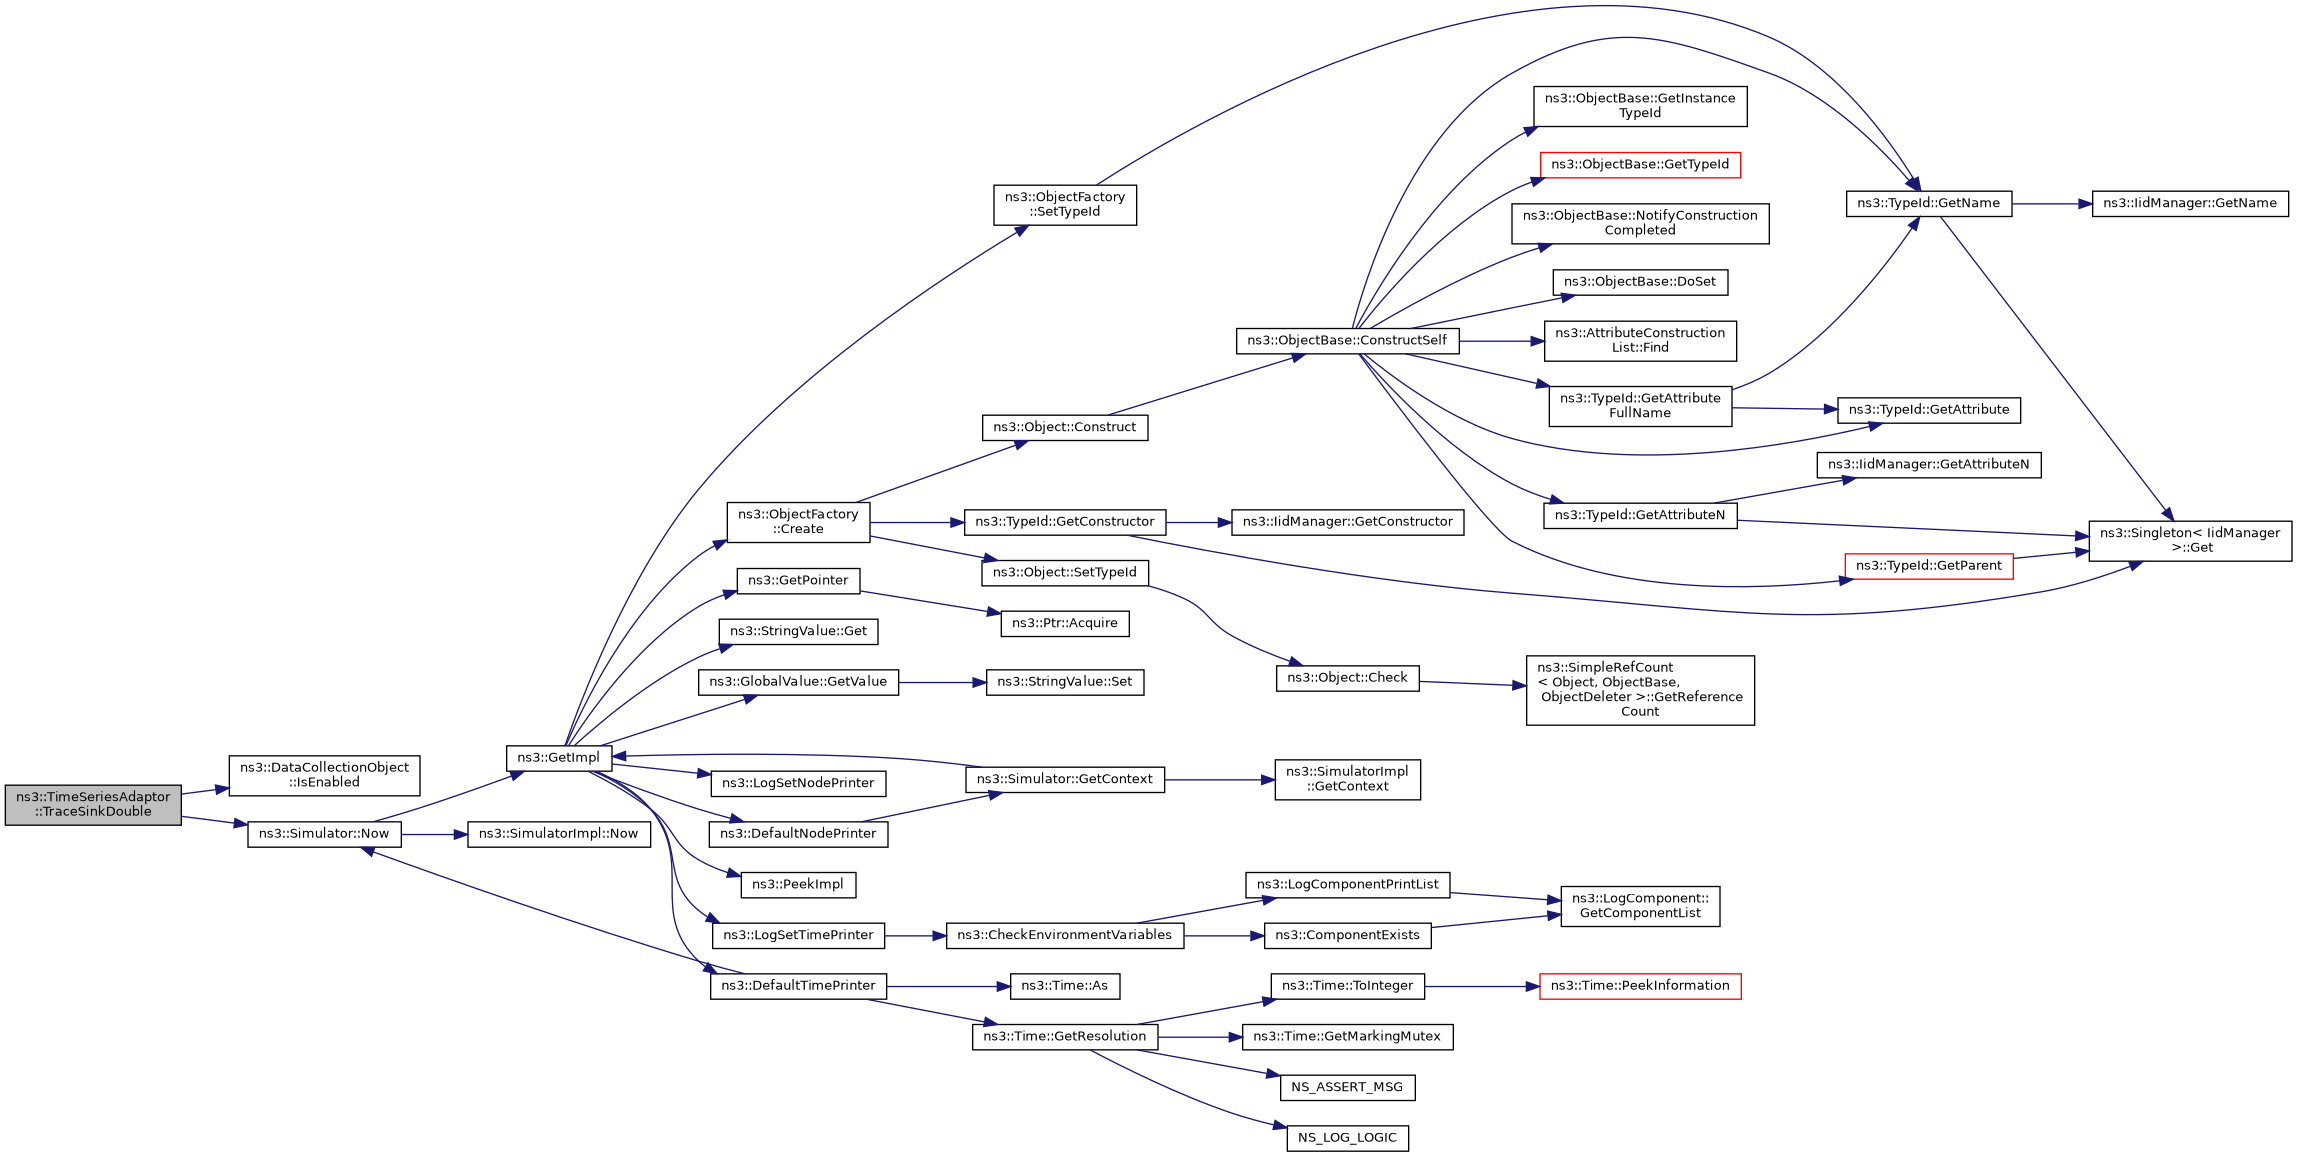 ns3::TimeSeriesAdaptor
::TraceSinkDouble
ns3::DataCollectionObject
::IsEnabled
ns3::Simulator::Now
ns3::SimulatorImpl::Now
ns3::GetImpl
ns3::ObjectFactory
::SetTypeId
ns3::ObjectFactory
::Create
ns3::GetPointer
ns3::StringValue::Get
ns3::GlobalValue::GetValue
ns3::LogSetNodePrinter
ns3::DefaultNodePrinter
ns3::PeekImpl
ns3::LogSetTimePrinter
ns3::DefaultTimePrinter
ns3::Object::Construct
ns3::TypeId::GetConstructor
ns3::Object::SetTypeId
ns3::Ptr::Acquire
ns3::StringValue::Set
ns3::Simulator::GetContext
ns3::CheckEnvironmentVariables
ns3::Time::As
ns3::Time::GetResolution
ns3::ObjectBase::ConstructSelf
ns3::IidManager::GetConstructor
ns3::Object::Check
ns3::SimulatorImpl
::GetContext
ns3::LogComponentPrintList
ns3::ComponentExists
ns3::Time::ToInteger
ns3::Time::GetMarkingMutex
NS_ASSERT_MSG
NS_LOG_LOGIC
ns3::ObjectBase::GetInstance
TypeId
ns3::ObjectBase::GetTypeId
ns3::ObjectBase::NotifyConstruction
Completed
ns3::ObjectBase::DoSet
ns3::AttributeConstruction
List::Find
ns3::TypeId::GetAttribute
FullName
ns3::TypeId::GetAttributeN
ns3::SimpleRefCount
< Object, ObjectBase,
ObjectDeleter >::GetReference
Count
ns3::LogComponent::
GetComponentList
ns3::Time::PeekInformation
ns3::TypeId::GetName
ns3::TypeId::GetAttribute
ns3::IidManager::GetAttributeN
ns3::TypeId::GetParent
ns3::IidManager::GetName
ns3::Singleton< IidManager
>::Get